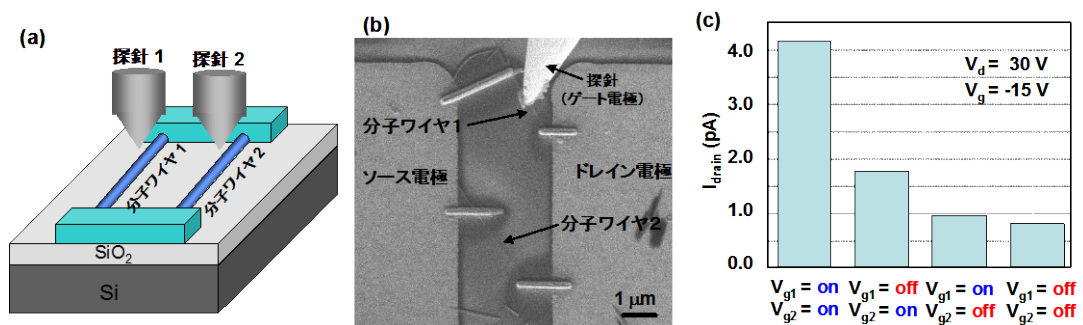 (a)
探針 1 探針 2
分子ワイヤ1
分子ワイヤ2
SiO2
Si
(b)
探針
(ゲート電極)
分子ワイヤ1
ソース電極
ドレイン電極
分子ワイヤ2
1 μm
(c)
Idrain (pA)
4.0
3.0
2.0
1.0
0.0
Vd = 30 V
Vg = -15 V
Vg1 = on Vg1 = off Vg1 = on Vg1 = off
Vg2 = on Vg2 = on Vg2 = off Vg2 = off